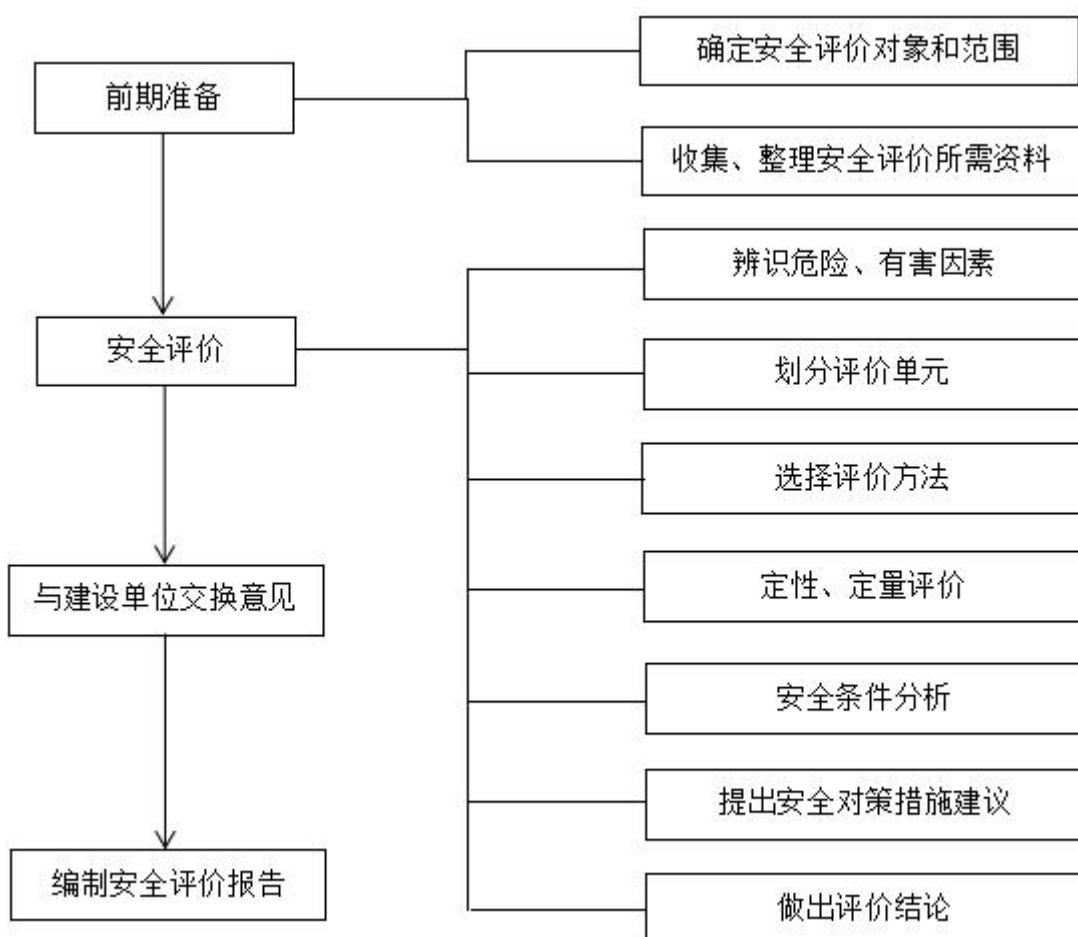 前期准备
确定安全评价对象和范围
收集、整理安全评价所需资料
安全评价
辨识危险、有害因素
划分评价单元
选择评价方法
定性、定量评价
安全条件分析
提出安全对策措施建议
做出评价结论
与建设单位交换意见
编制安全评价报告